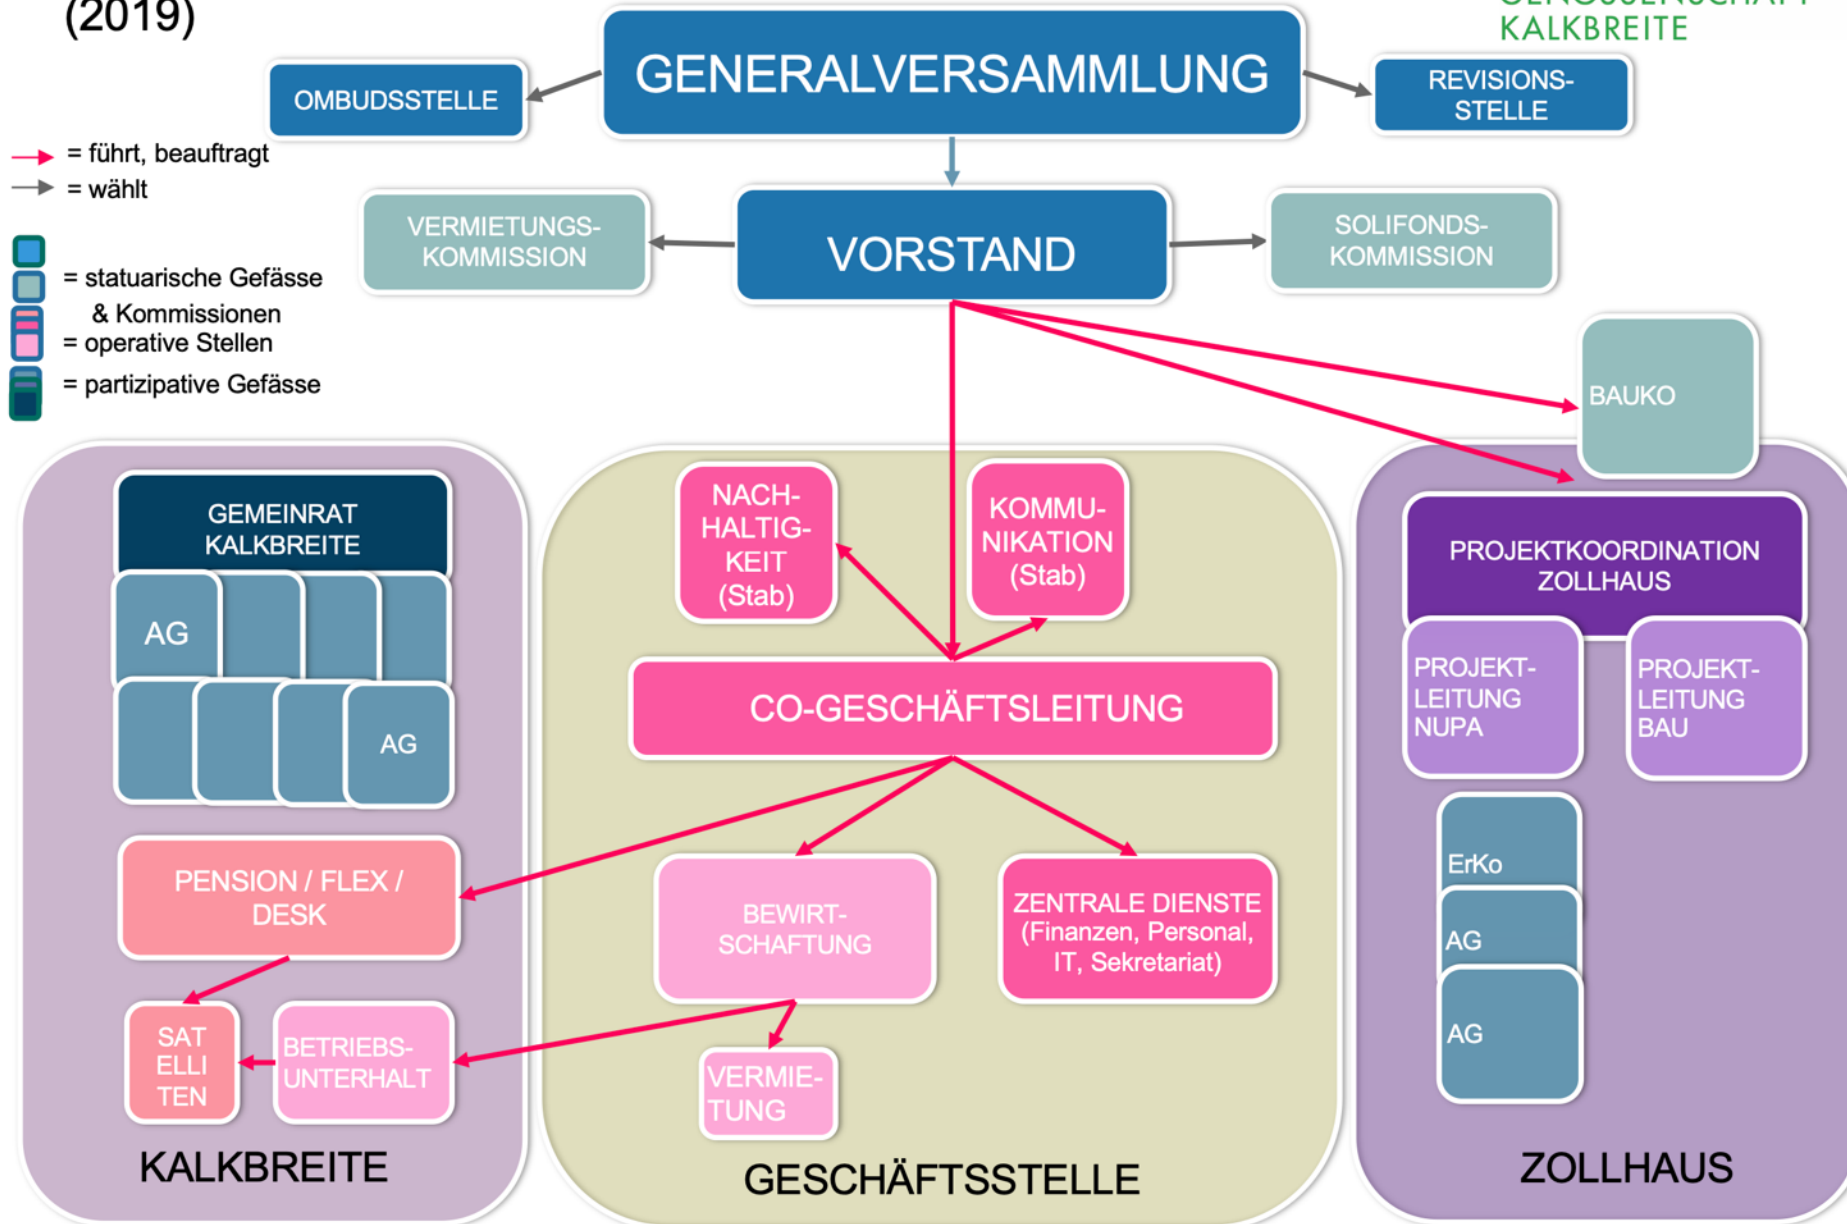 (2019)
KALKBREITE
GENERALVERSAMMLUNG
OMBUDSSTELLE
REVISIONS-
STELLE
= führt, beauftragt
= wählt
VERMIETUNGS-
KOMMISSION
VORSTAND
SOLIFONDS-
KOMMISSION
= statuarische Gefässe
& Kommissionen
= operative Stellen
= partizipative Gefässe
BAUKO
GEMEINRAT
KALKBREITE
AG
AG
PENSION / FLEX /
DESK
SAT
ELLI
TEN
BETRIEBS-
UNTERHALT
KALKBREITE
NACH-
HALTIG-
KEIT
(Stab)
KOMMU-
NIKATION
(Stab)
CO-GESCHÄFTSLEITUNG
BEWIRT-
SCHAFTUNG
ZENTRALE DIENSTE
(Finanzen, Personal,
IT, Sekretariat)
VERMIE-
TUNG
GESCHÄFTSSTELLE
PROJEKTKOORDINATION
ZOLLHAUS
PROJEKT-
LEITUNG
NUPA
PROJEKT-
LEITUNG
BAU
ErKo
AG
AG
ZOLLHAUS